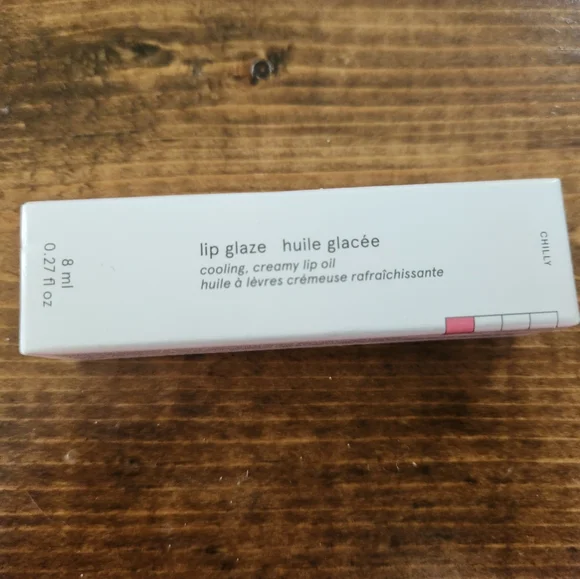 8 ml
0.27 fl oz
lip glaze huile glacée
cooling, creamy lip oil
huile à lèvres crémeuse rafraîchissante
CHILLY